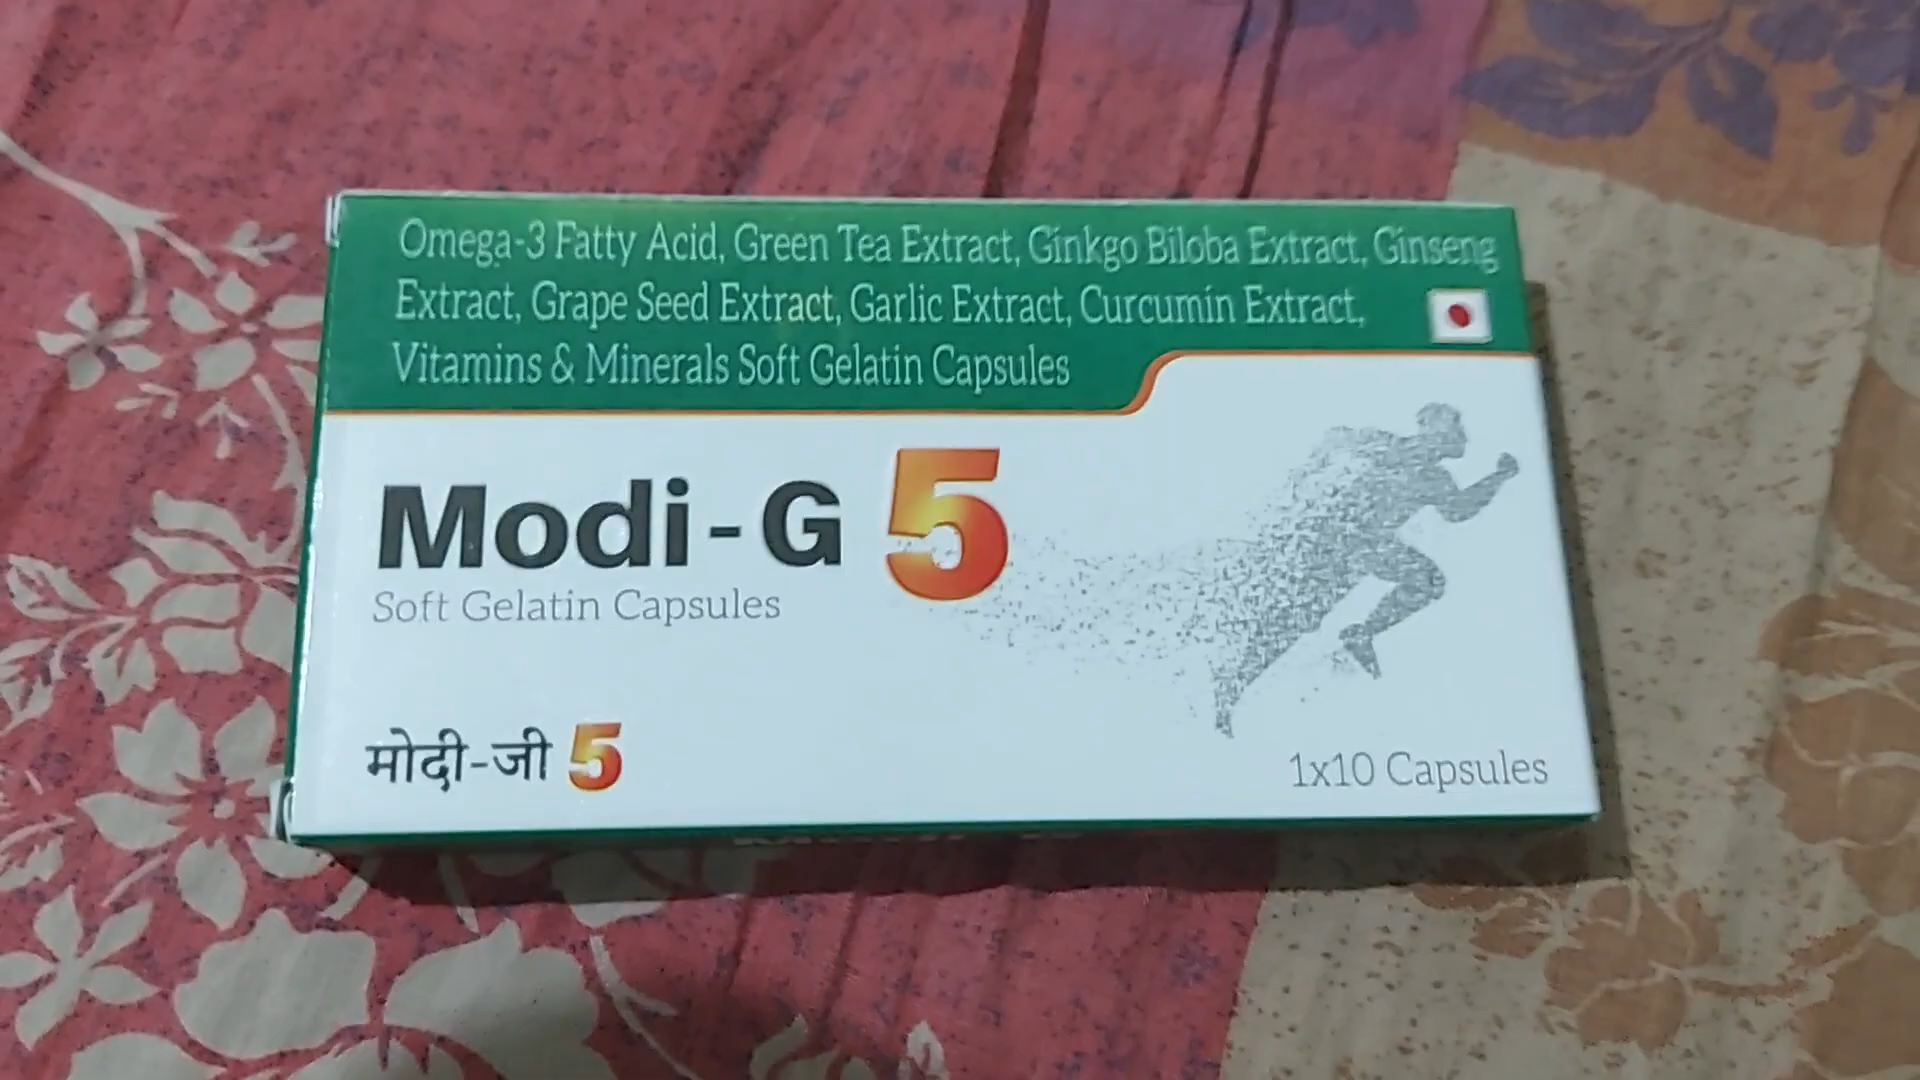 Omega-3 Fatty Acid, Green Tea Extract, Ginkgo Biloba Extract, Ginseng
Extract, Grape Seed Extract, Garlic Extract, Curcumin Extract,
Vitamins & Minerals Soft Gelatin Capsules
Modi-G 5
Soft Gelatin Capsules
मोदी-जी 5
1x10 Capsules